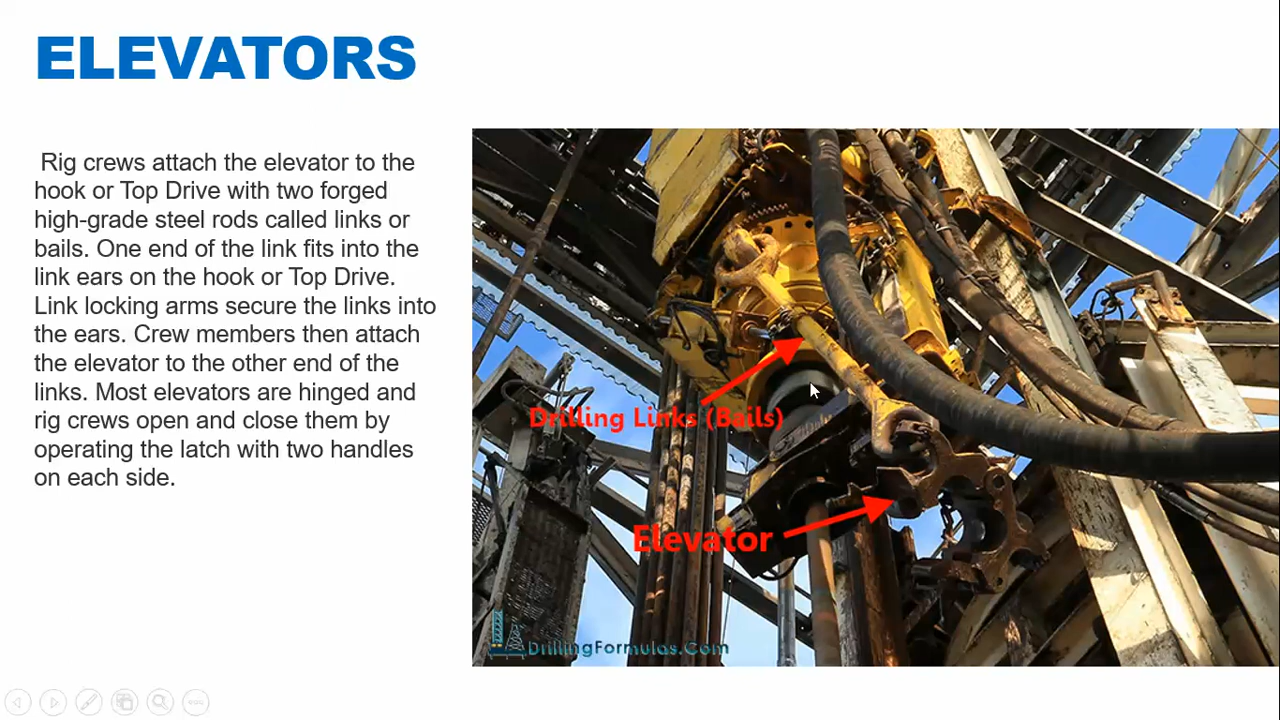 ELEVATORS
Rig crews attach the elevator to the
hook or Top Drive with two forged
high-grade steel rods called links or
bails. One end of the link fits into the
link ears on the hook or Top Drive.
Link locking arms secure the links into
the ears. Crew members then attach
the elevator to the other end of the
links. Most elevators are hinged and
rig crews open and close them by
operating the latch with two handles
on each side.
Drilling Links (Bails)
Elevator
DrillingFormulas.Com